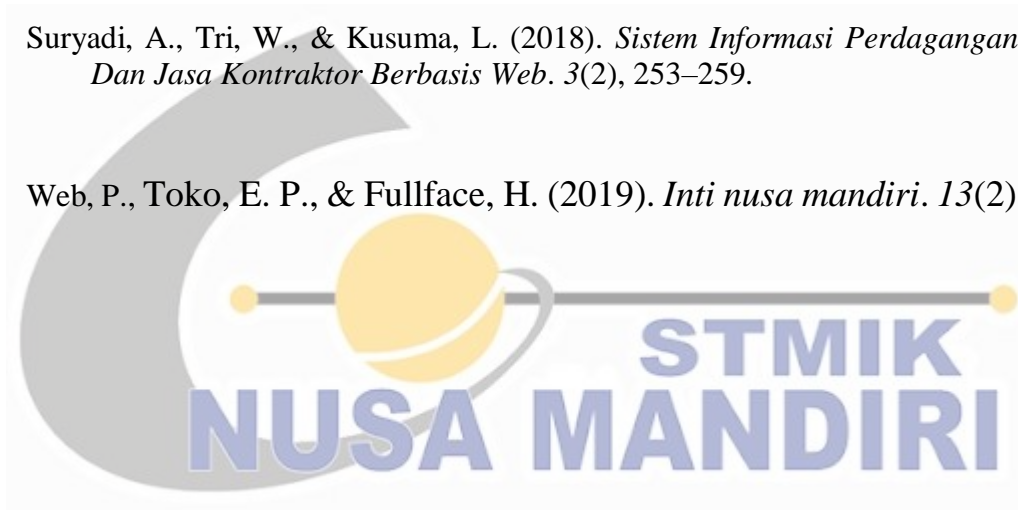 Suryadi, A., Tri, W., & Kusuma, L. (2018). Sistem Informasi Perdagangan
Dan Jasa Kontraktor Berbasis Web. 3(2), 253–259.
Web, P., Toko, E. P., & Fullface, H. (2019). Inti nusa mandiri. 13(2)
STMIK
NUSA MANDIRI